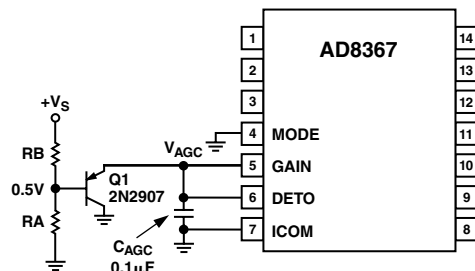 AD8367
1
2
3
4 MODE
5 GAIN
6 DETO
7 ICOM
14
13
12
11
10
9
8
+VS
RB
0.5V
RA
Q1
2N2907
VAGC
CAGC
0.1µF